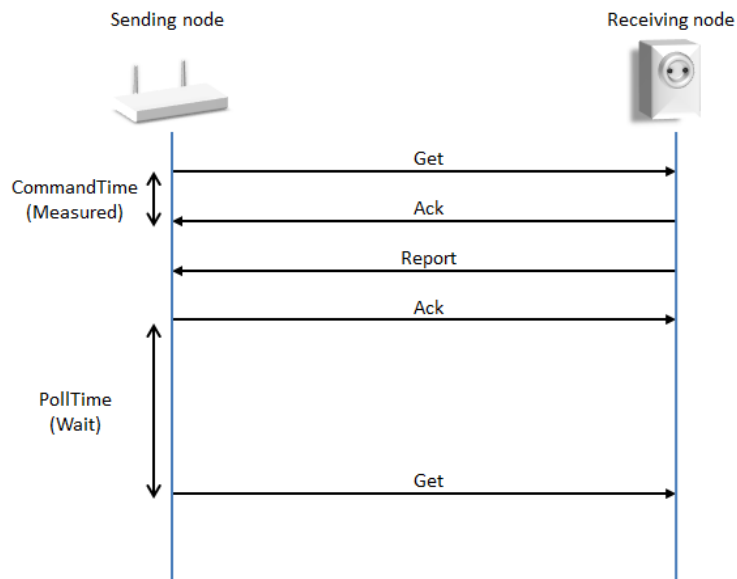 Sending node
Receiving node
Get
CommandTime
(Measured)
Ack
Report
Ack
PollTime
(Wait)
Get